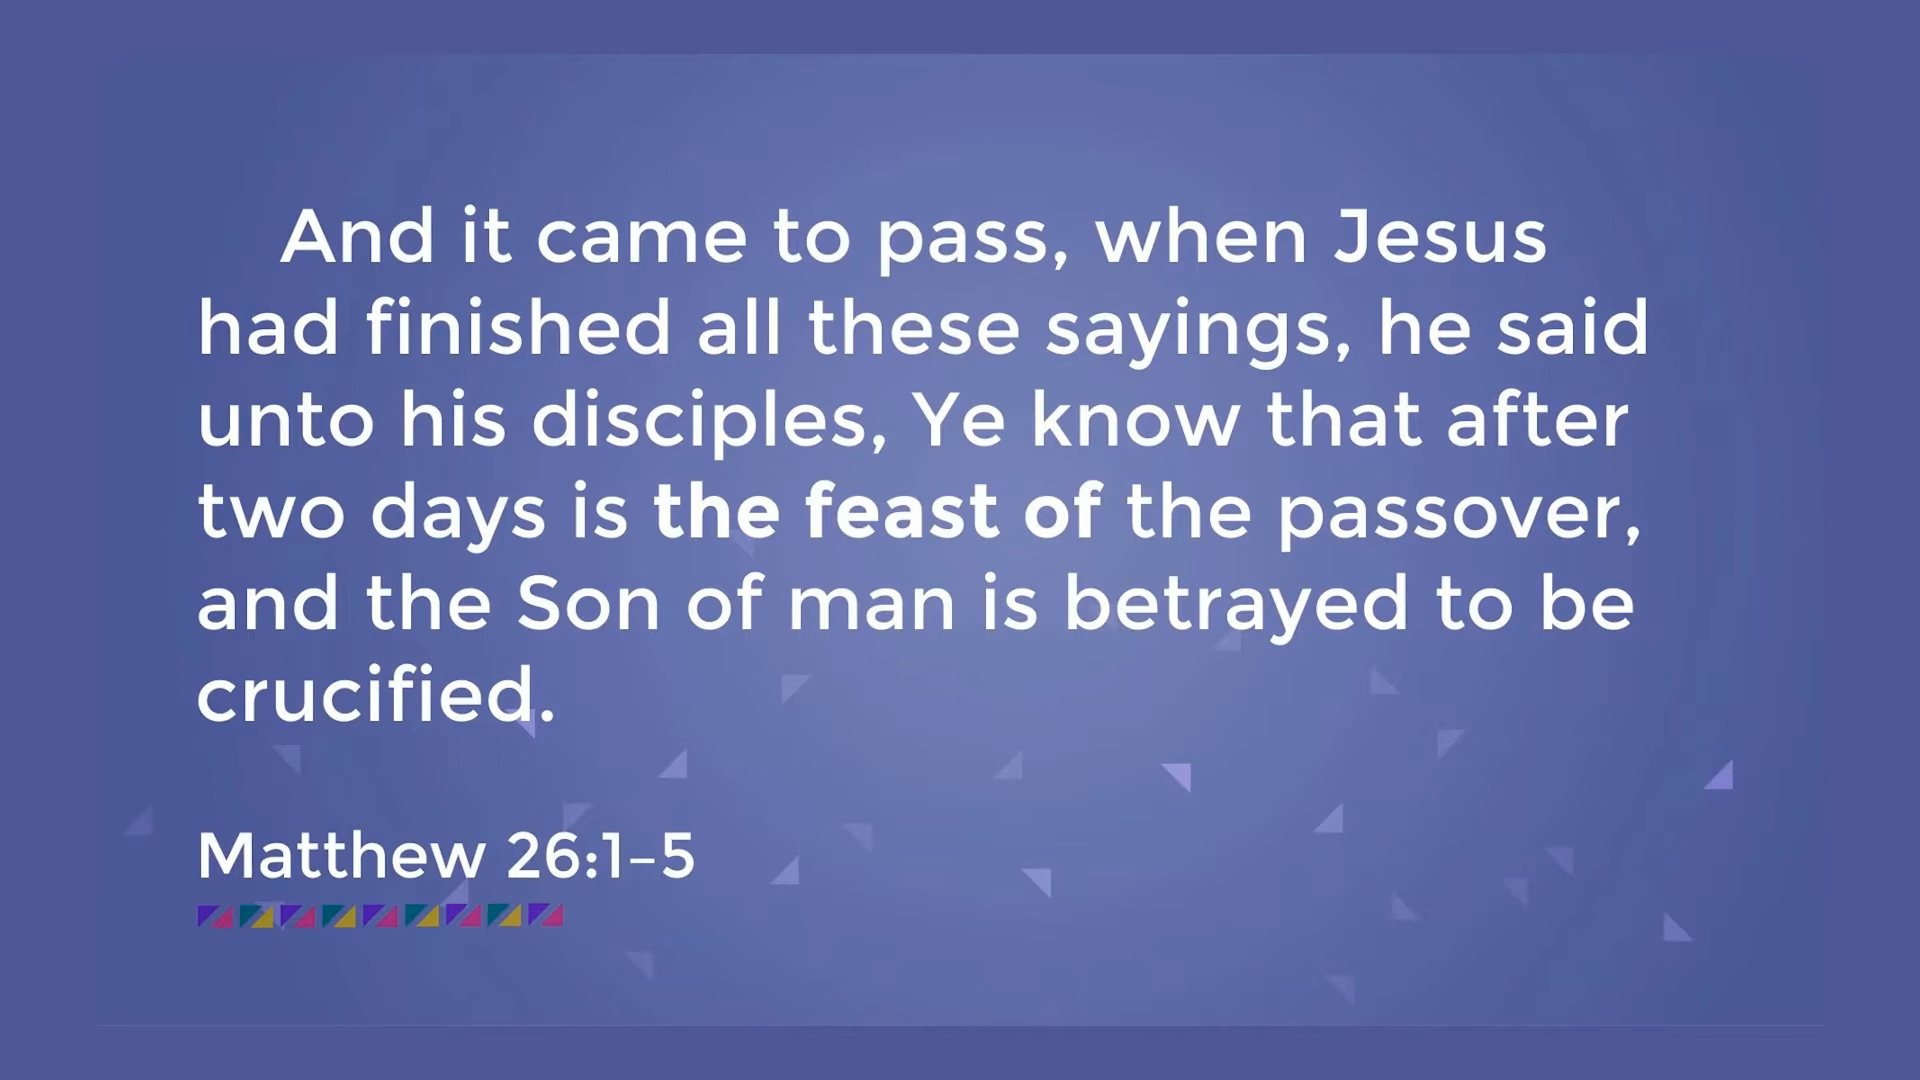 And it came to pass, when Jesus
had finished all these sayings, he said
unto his disciples, Ye know that after
two days is the feast of the passover,
and the Son of man is betrayed to be
crucified.
Matthew 26:1–5